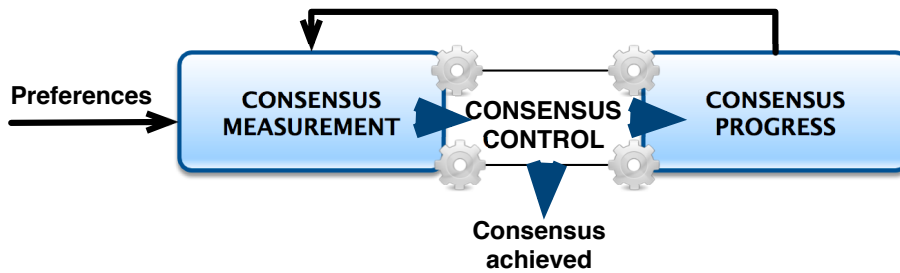 Preferences
CONSENSUS
MEASUREMENT
CONSENSUS
CONTROL
CONSENSUS
PROGRESS
Consensus
achieved